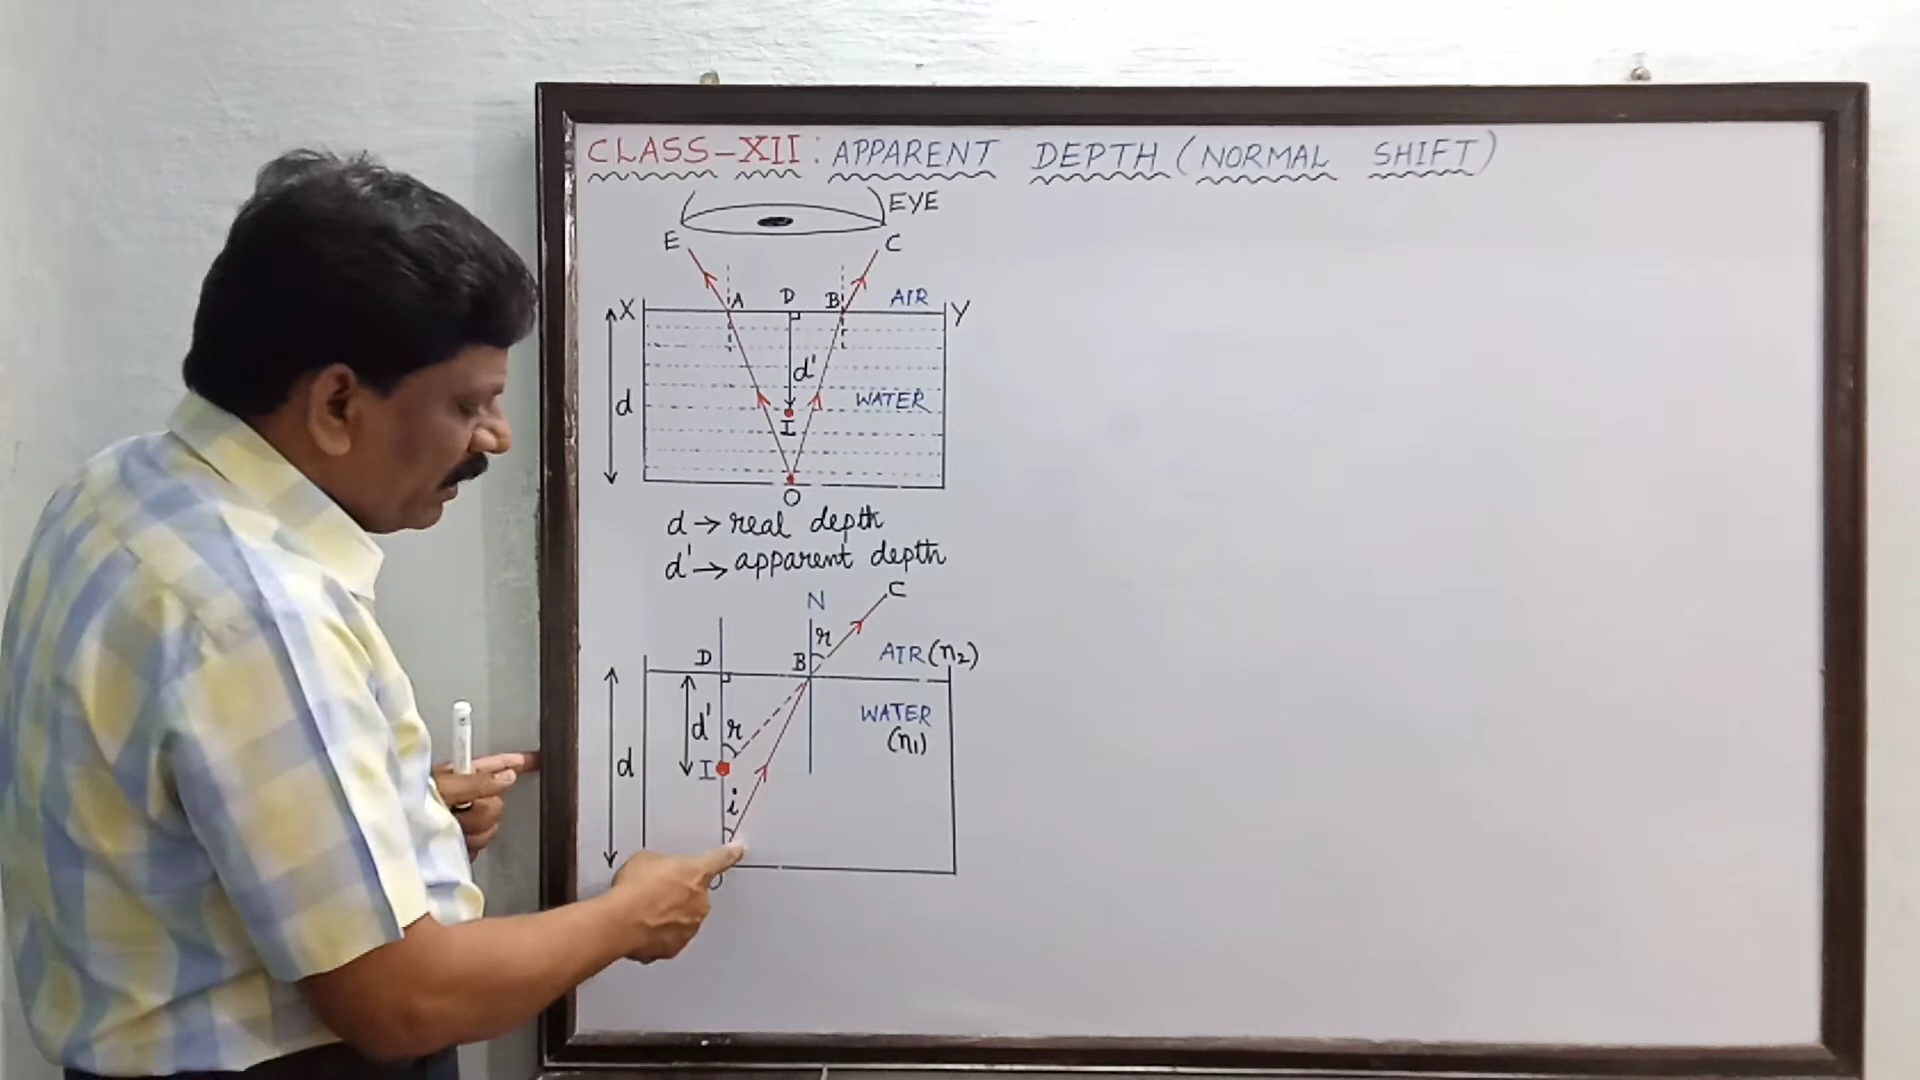 CLASS-XII: APPARENT DEPTH (NORMAL SHIFT)
EYE
E
C
X
A
D
B
AIR
Y
d'
d
WATER
I
O
d → real depth
d' → apparent depth
C
N
r
D
B
AIR (n2)
d'
r
WATER
(n1)
d
I
i